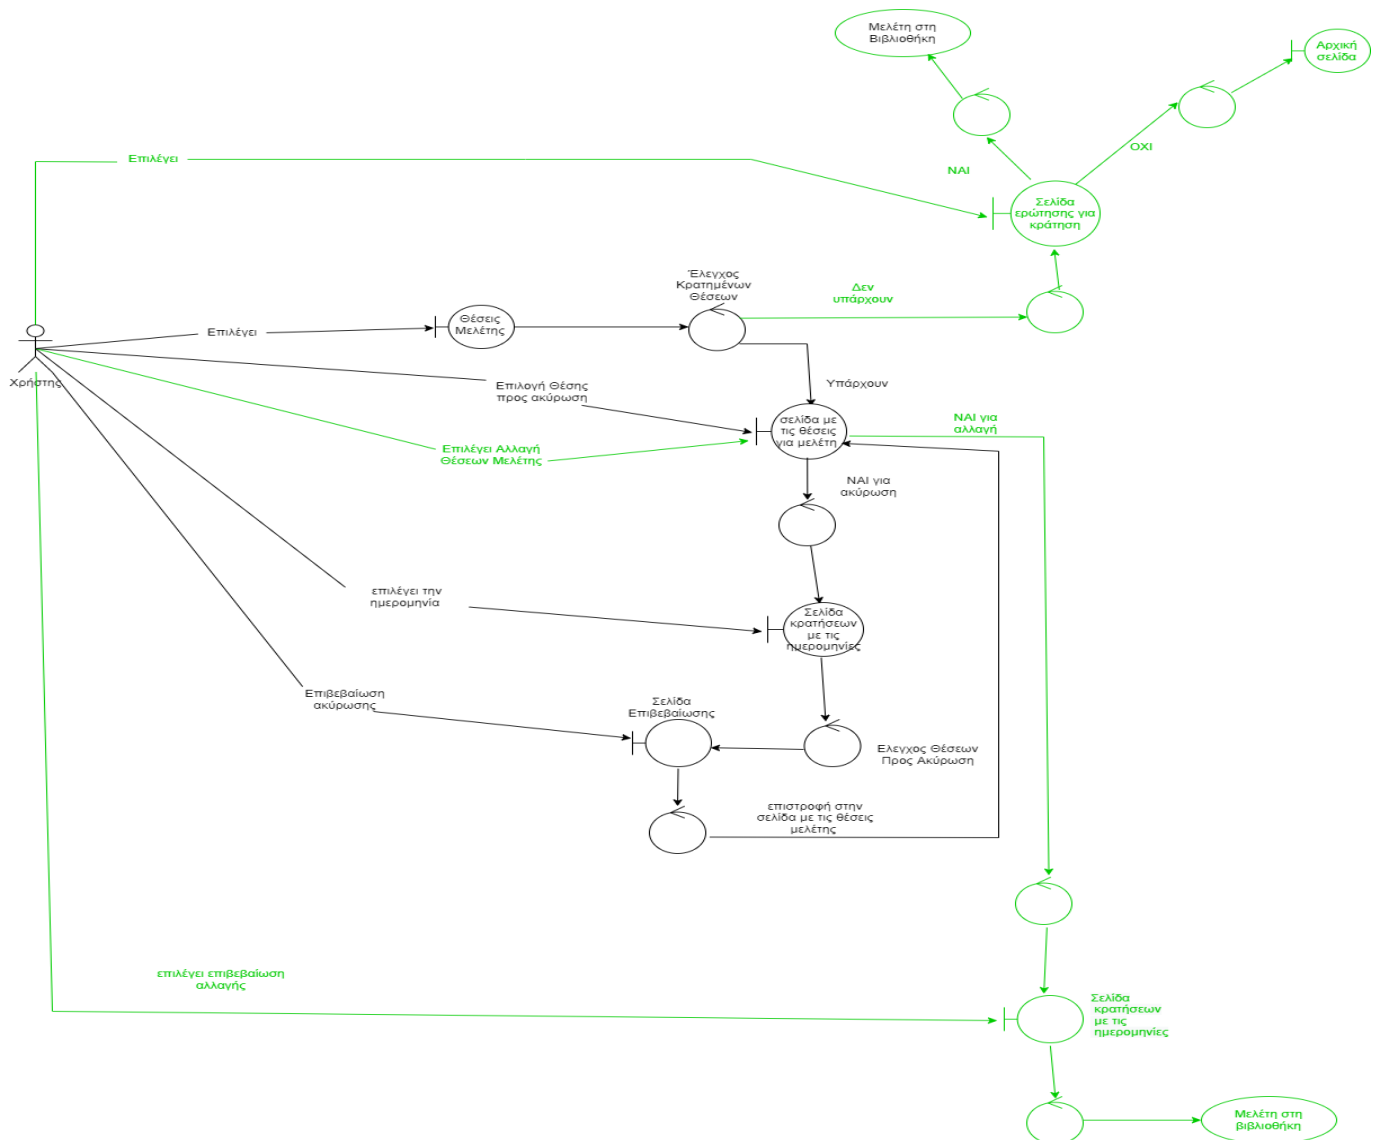 Μελέτη στη
Βιβλιοθήκη
Αρχική
σελίδα
Επιλέγει
ΝΑΙ
ΟΧΙ
Σελίδα
ερώτησης για
κράτηση
Έλεγχος
Κρατημένων
Θέσεων
Δεν
υπάρχουν
Θέσεις
Μελέτης
Επιλέγει
Χρήστης
Επιλογή Θέσης
προς ακύρωση
Υπάρχουν
σελίδα με
τις θέσεις
για μελέτη
ΝΑΙ για
αλλαγή
Επιλέγει Αλλαγή
Θέσεων Μελέτης
ΝΑΙ για
ακύρωση
επιλέγει την
ημερομηνία
Σελίδα
κρατήσεων
με τις
ημερομηνίες
Επιβεβαίωση
ακύρωσης
Σελίδα
Επιβεβαίωσης
Ελεγχος Θέσεων
Προς Ακύρωση
επιστροφή στην
σελίδα με τις θέσεις
μελέτης
επιλέγει επιβεβαίωση
αλλαγής
Σελίδα
κρατήσεων
με τις
ημερομηνίες
Μελέτη στη
βιβλιοθήκη